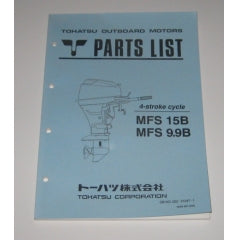 TOHATSU OUTBOARD MOTORS
PARTS LIST
4-stroke cycle
MFS 15B
MFS 9.9B
トーハツ株式会社
TOHATSU CORPORATION